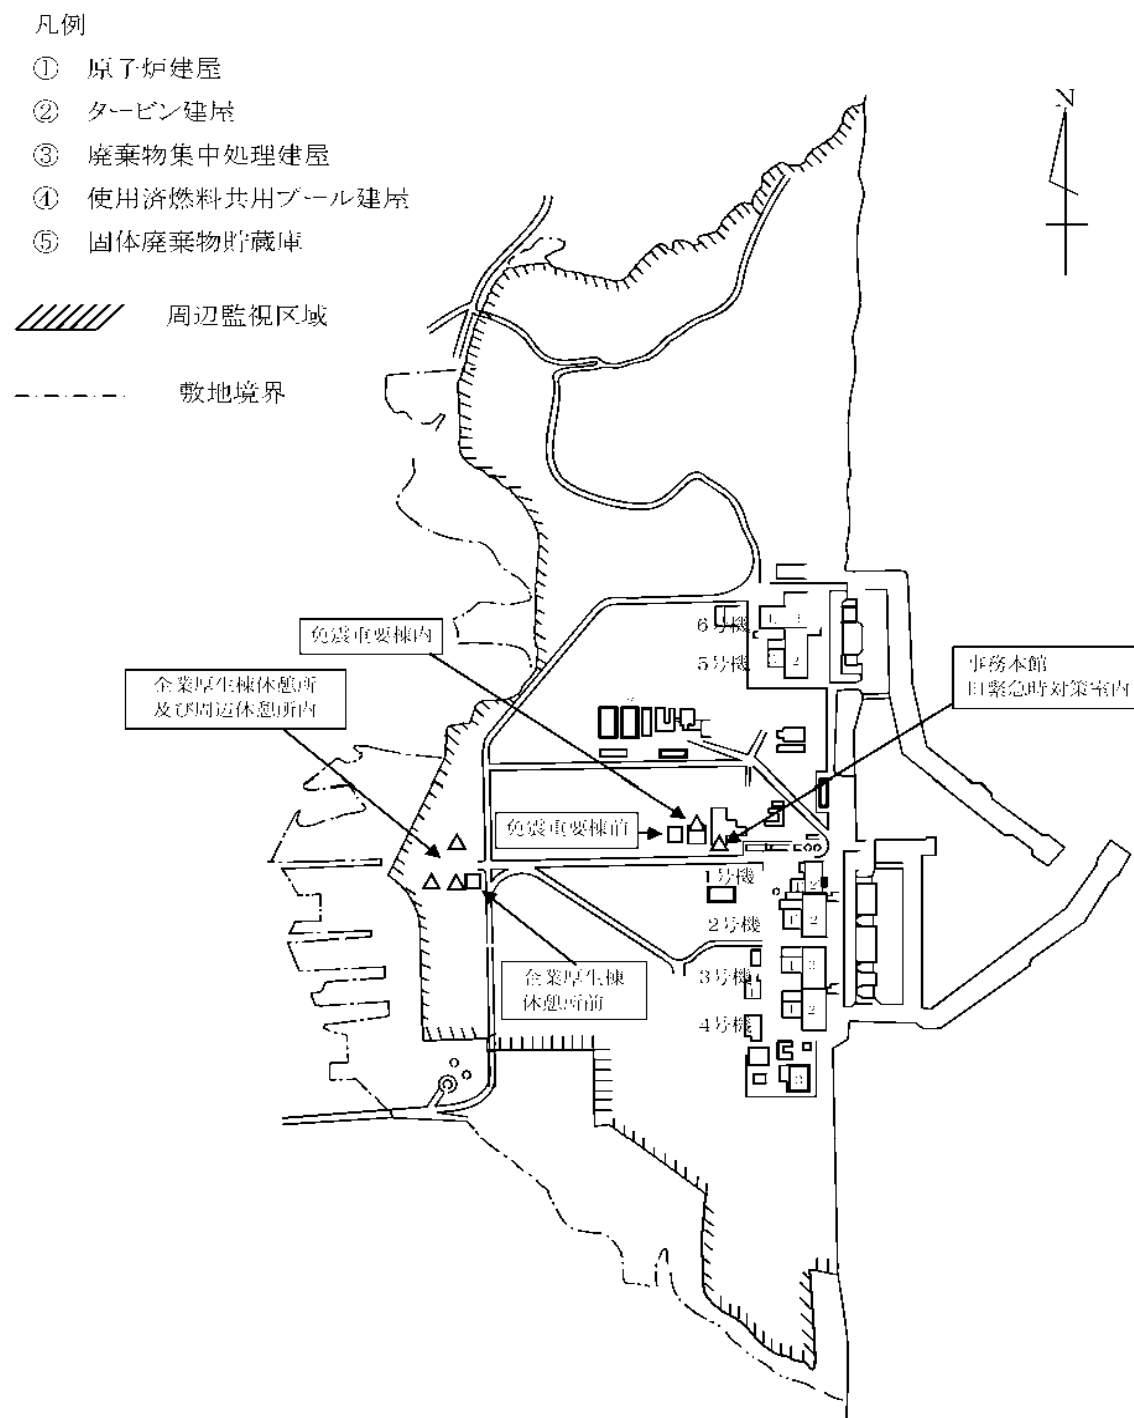 凡例
① 原子炉建屋
② タービン建屋
③ 廃棄物集中処理建屋
④ 使用済燃料共用プール建屋
⑤ 固体廃棄物貯蔵庫
周辺監視区域
敷地境界
N
免震重要棟内
企業厚生棟休憩所
及び周辺休憩所内
事務本館
旧緊急時対策室内
免震重要棟前
企業厚生棟
休憩所前
6号機
5号機
1号機
2号機
3号機
4号機